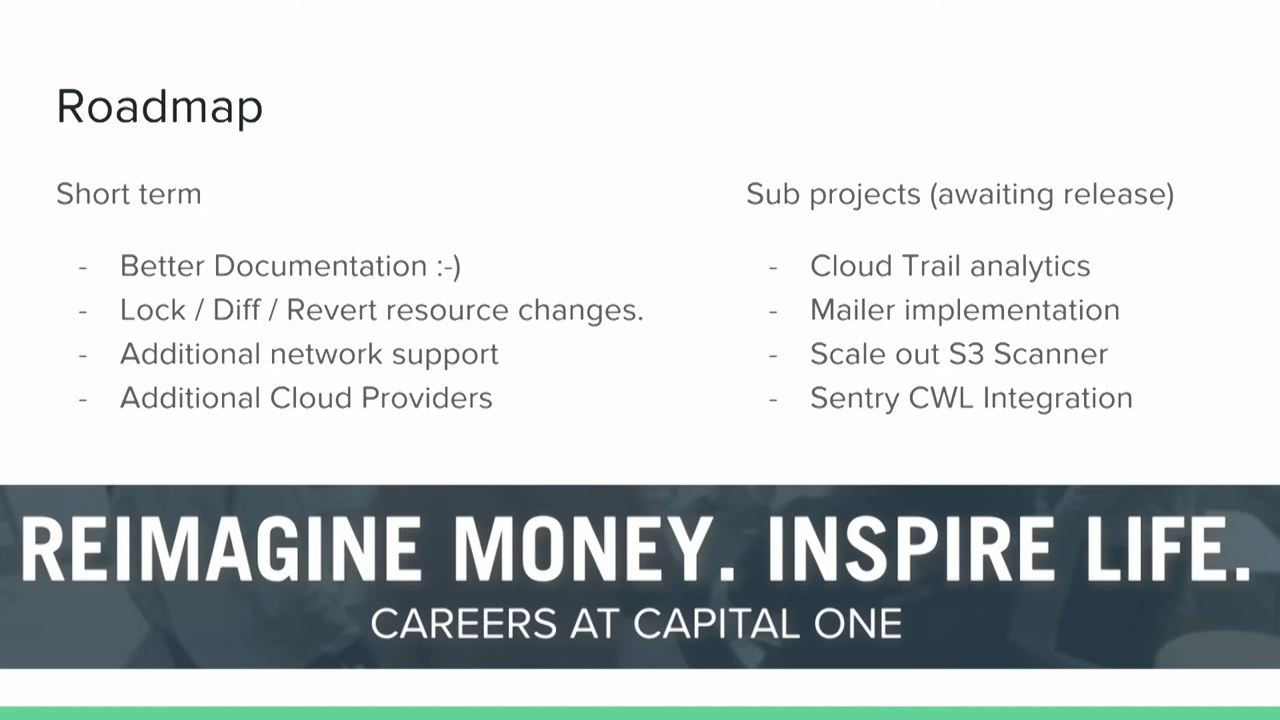 Roadmap
Short term
- Better Documentation :-)
- Lock / Diff / Revert resource changes.
- Additional network support
- Additional Cloud Providers
Sub projects (awaiting release)
- Cloud Trail analytics
- Mailer implementation
- Scale out S3 Scanner
- Sentry CWL Integration
REIMAGINE MONEY. INSPIRE LIFE.
CAREERS AT CAPITAL ONE